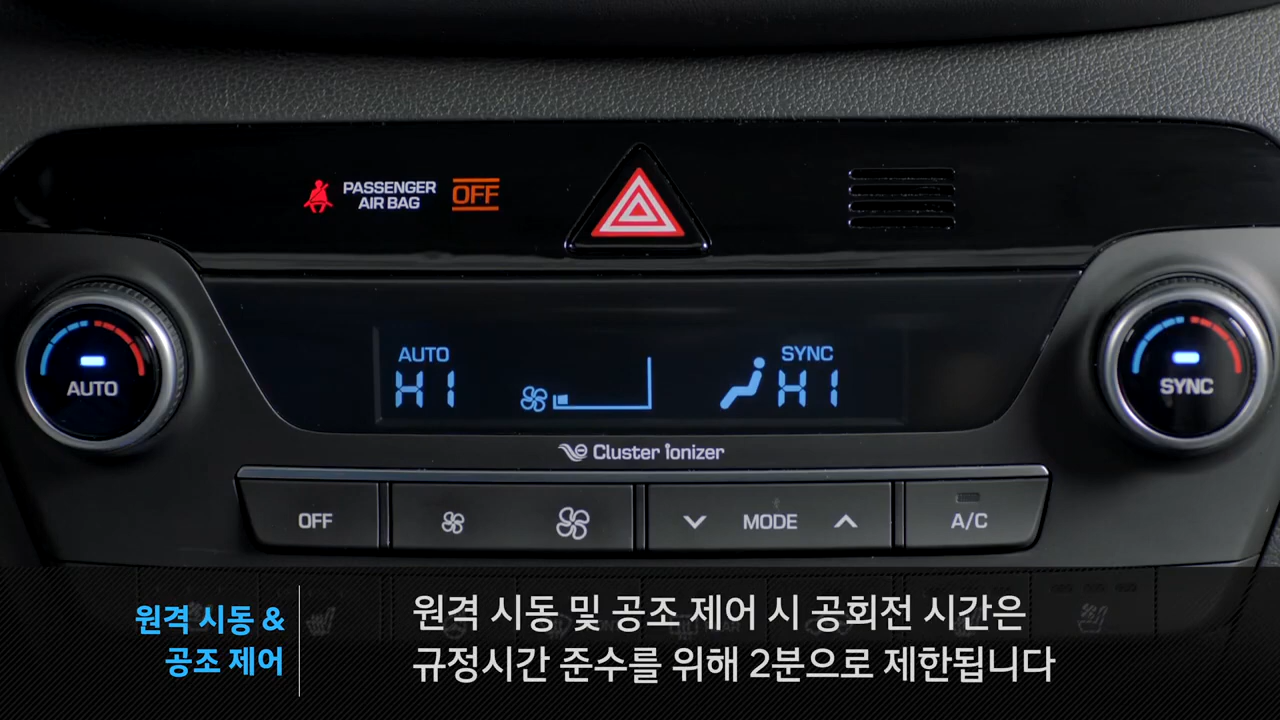 PASSENGER
AIR BAG
OFF
AUTO
AUTO
HI
SYNC
HI
SYNC
Cluster ionizer
OFF
MODE
A/C
원격 시동 &
공조 제어
원격 시동 및 공조 제어 시 공회전 시간은
규정시간 준수를 위해 2분으로 제한됩니다